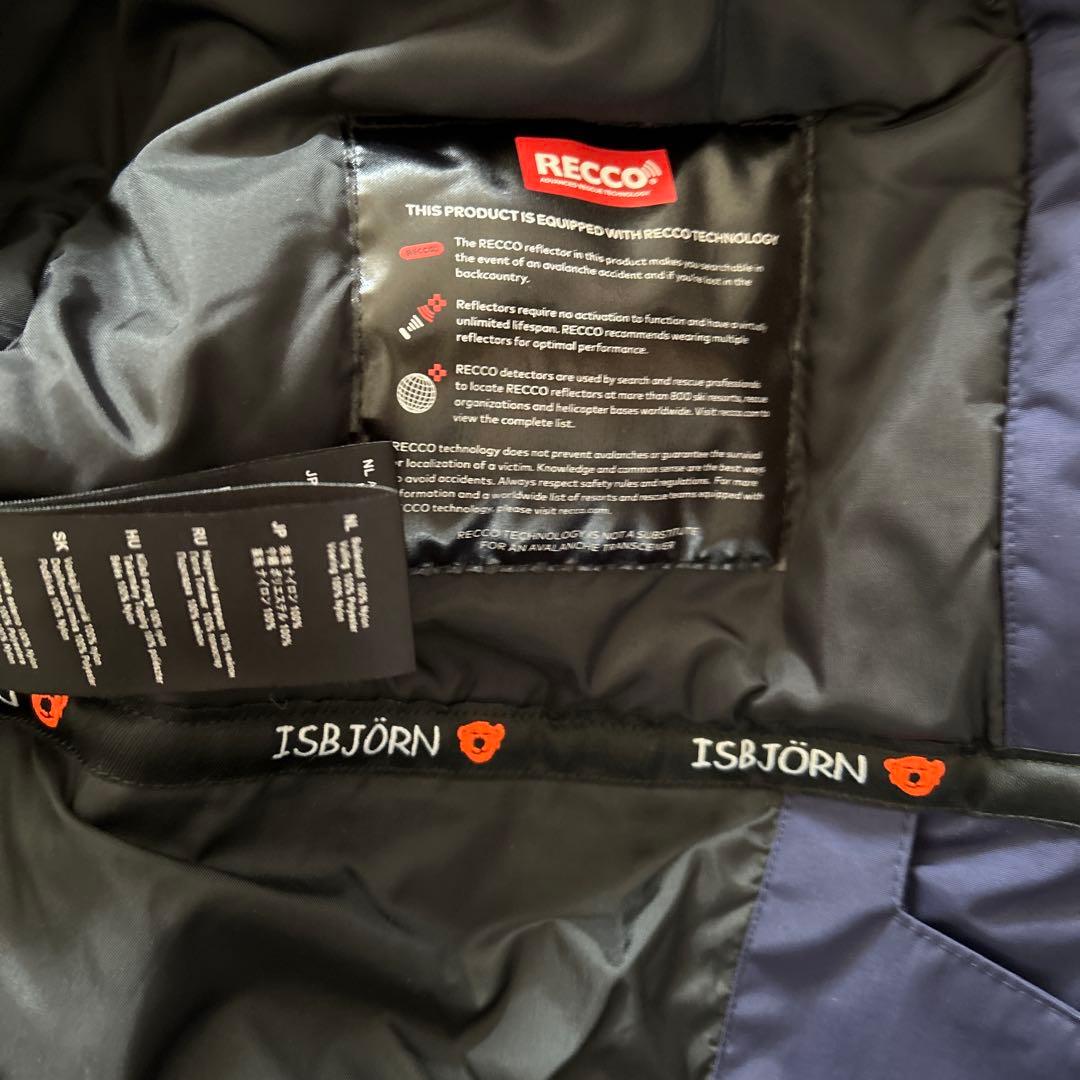 RECCO
ADVANCED RESCUE TECHNOLOGY
THIS PRODUCT IS EQUIPPED WITH RECCO TECHNOLOGY
RECCO
The RECCO reflector in this product makes you searchable in
the event of an avalanche accident and if you're lost in the
backcountry.
Reflectors require no activation to function and have a virtually
unlimited lifespan. RECCO recommends wearing multiple
reflectors for optimal performance.
RECCO detectors are used by search and rescue professionals
to locate RECCO reflectors at more than 800 ski resorts, rescue
organizations and helicopter bases worldwide. Visit recco.com to
view the complete list.
RECCO technology does not prevent avalanches or guarantee the survival
r localization of a victim. Knowledge and common sense are the best ways
o avoid accidents. Always respect safety rules and regulations. For more
formation and a worldwide list of resorts and rescue teams equipped with
CCO technology, please visit recco.com.
RECCO TECHNOLOGY IS NOT A SUBSTITUTE
FOR AN AVALANCHE TRANSCEIVER
NL
JP
NL
JP
RU
HU
SK
ISBJÖRN
ISBJÖRN